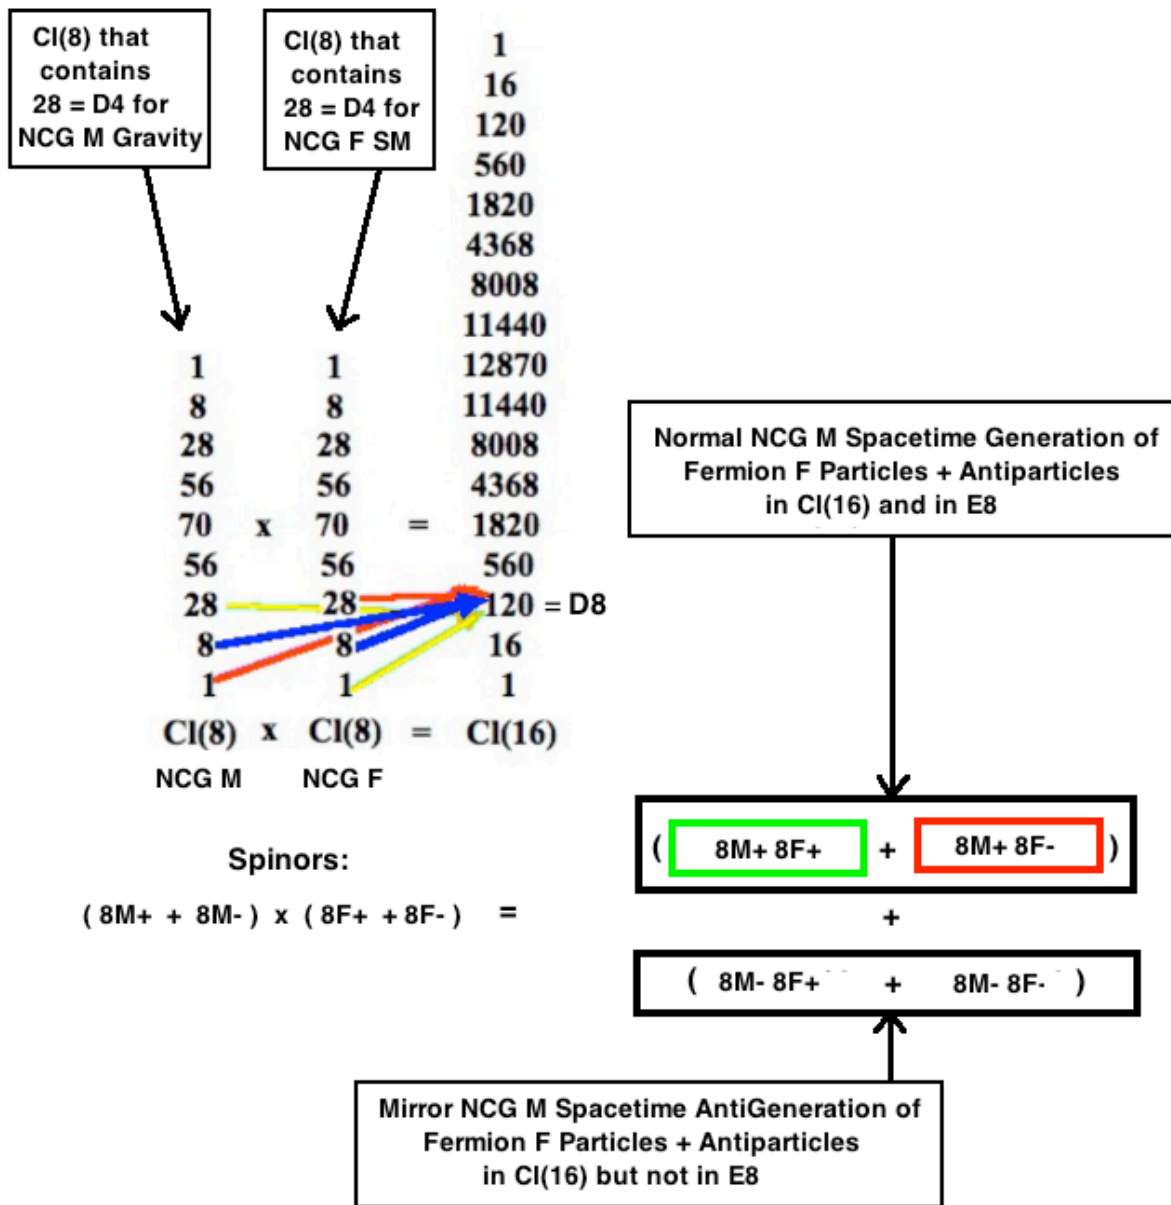 Cl(8) that
contains
28 = D4 for
NCG M Gravity
Cl(8) that
contains
28 = D4 for
NCG F SM
1
16
120
560
1820
4368
8008
11440
1 1 12870
8 8 11440
28 28 8008
56 56 4368
70 x 70 = 1820
56 56 560
28 28 120 = D8
8 8 16
1 1 1
Cl(8) x Cl(8) = Cl(16)
NCG M NCG F
Normal NCG M Spacetime Generation of
Fermion F Particles + Antiparticles
in Cl(16) and in E8
Spinors:
( 8M+ + 8M- ) x ( 8F+ + 8F- ) =
( 8M+ 8F+ + 8M+ 8F- )
+
( 8M- 8F+ + 8M- 8F- )
Mirror NCG M Spacetime AntiGeneration of
Fermion F Particles + Antiparticles
in Cl(16) but not in E8